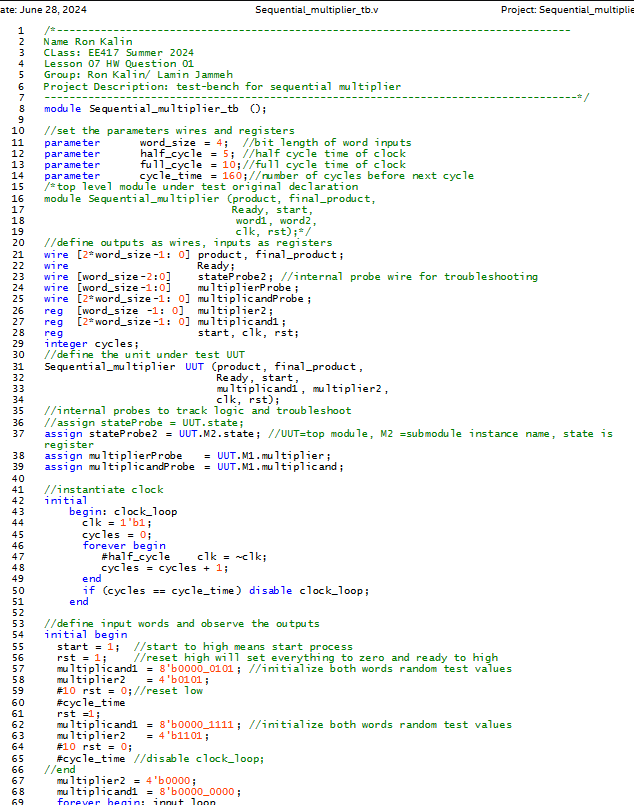 ate: June 28, 2024 Sequential_multiplier_tb.v Project: Sequential_multiplie
1 /*-------------------------------------------------------------------------------
2 Name Ron Kalin
3 CLass: EE417 Summer 2024
4 Lesson 07 HW Question 01
5 Group: Ron Kalin/ Lamin Jammeh
6 Project Description: test-bench for sequential multiplier
7 --------------------------------------------------------------------------------*/
8 module Sequential_multiplier_tb ();
9
10 //set the parameters wires and registers
11 parameter word_size = 4; //bit length of word inputs
12 parameter half_cycle = 5; //half cycle time of clock
13 parameter full_cycle = 10;//full cycle time of clock
14 parameter cycle_time = 160;//number of cycles before next cycle
15 /*top level module under test original declaration
16 module Sequential_multiplier (product, final_product,
17 Ready, start,
18 word1, word2,
19 clk, rst);*/
20 //define outputs as wires, inputs as registers
21 wire [2*word_size-1: 0] product, final_product;
22 wire Ready;
23 wire [word_size-2:0] stateProbe2; //internal probe wire for troubleshooting
24 wire [word_size-1:0] multiplierProbe;
25 wire [2*word_size-1: 0] multiplicandProbe;
26 reg [word_size -1: 0] multiplier2;
27 reg [2*word_size-1: 0] multiplicand1;
28 reg start, clk, rst;
29 integer cycles;
30 //define the unit under test UUT
31 Sequential_multiplier UUT (product, final_product,
32 Ready, start,
33 multiplicand1, multiplier2,
34 clk, rst);
35 //internal probes to track logic and troubleshoot
36 //assign stateProbe = UUT.state;
37 assign stateProbe2 = UUT.M2.state; //UUT=top module, M2 =submodule instance name, state is
register
38 assign multiplierProbe = UUT.M1.multiplier;
39 assign multiplicandProbe = UUT.M1.multiplicand;
40
41 //instantiate clock
42 initial
43 begin: clock_loop
44 clk = 1'b1;
45 cycles = 0;
46 forever begin
47 #half_cycle clk = ~clk;
48 cycles = cycles + 1;
49 end
50 if (cycles == cycle_time) disable clock_loop;
51 end
52
53 //define input words and observe the outputs
54 initial begin
55 start = 1; //start to high means start process
56 rst = 1; //reset high will set everything to zero and ready to high
57 multiplicand1 = 8'b0000_0101; //initialize both words random test values
58 multiplier2 = 4'b0101;
59 #10 rst = 0;//reset low
60 #cycle_time
61 rst =1;
62 multiplicand1 = 8'b0000_1111; //initialize both words random test values
63 multiplier2 = 4'b1101;
64 #10 rst = 0;
65 #cycle_time //disable clock_loop;
66 //end
67 multiplier2 = 4'b0000;
68 multiplicand1 = 8'b0000_0000;
69 forever begin: input_loop